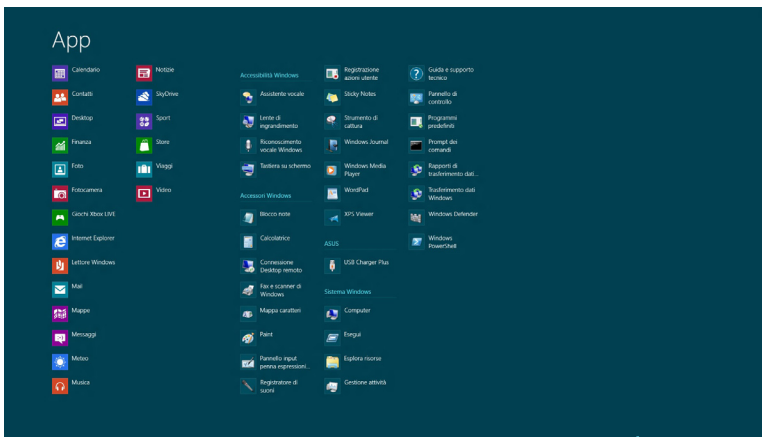 App
Calendario
Contatti
Desktop
Finanza
Foto
Fotocamera
Giochi Xbox LIVE
Internet Explorer
Lettore Windows
Mail
Mappe
Messaggi
Meteo
Musica
Notizie
SkyDrive
Sport
Store
Viaggi
Video
Accessibilità Windows
Assistente vocale
Lente di
ingrandimento
Riconoscimento
vocale Windows
Tastiera su schermo
Accessori Windows
Blocco note
Calcolatrice
Connessione
Desktop remoto
Fax e scanner di
Windows
Mappa caratteri
Paint
Pannello input
penna espressioni...
Registratore di
suoni
Registrazione
azioni utente
Sticky Notes
Strumento di
cattura
Windows Journal
Windows Media
Player
WordPad
XPS Viewer
ASUS
USB Charger Plus
Sistema Windows
Computer
Esegui
Esplora risorse
Gestione attività
Guida e supporto
tecnico
Pannello di
controllo
Programmi
predefiniti
Prompt dei
comandi
Rapporti di
trasferimento dati...
Trasferimento dati
Windows
Windows Defender
Windows
PowerShell